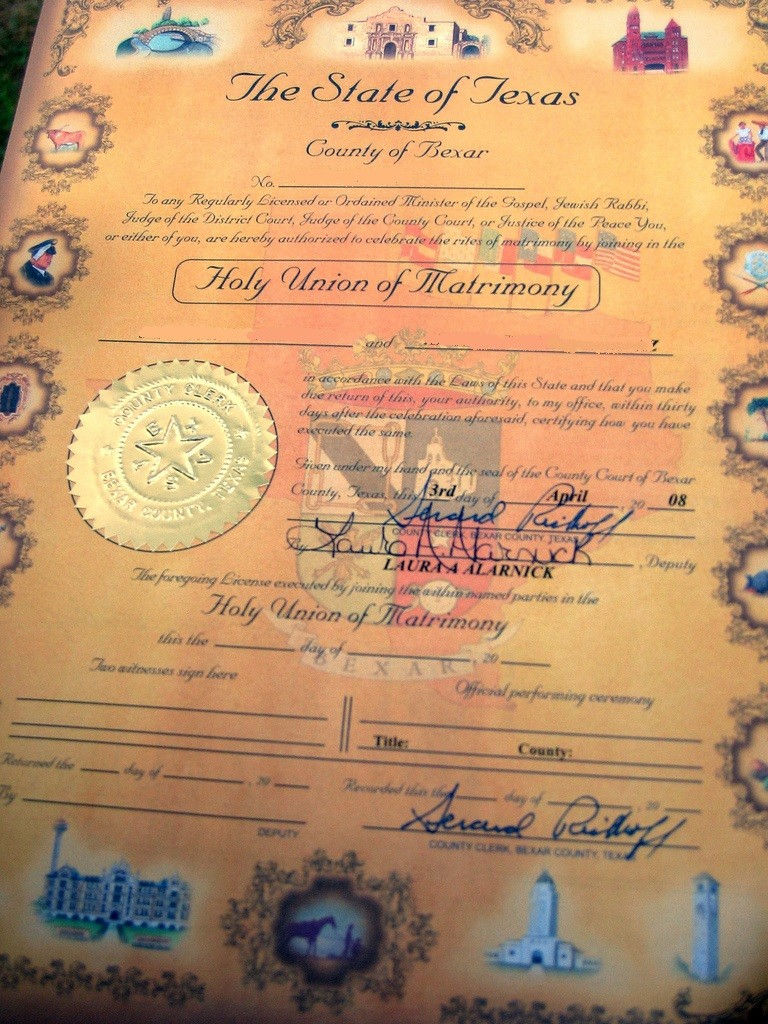 The State of Texas
County of Bexar
No.
To any Regularly Licensed or Ordained Minister of the Gospel, Jewish Rabbi,
Judge of the District Court, Judge of the County Court, or Justice of the Peace You,
or either of you, are hereby authorized to celebrate the rites of matrimony by joining in the
Holy Union of Matrimony
and
COUNTY CLERK
TEXAS
BEXAR COUNTY, TEXAS
in accordance with the Laws of this State and that you make
due return of this, your authority, to my office, within thirty
days after the celebration aforesaid, certifying how you have
executed the same.
Given under my hand and the seal of the County Court of Bexar
County, Texas, this 3rd day of April 20 08
COUNTY CLERK, BEXAR COUNTY, TEXAS
By Laura A Alarnick, Deputy
LAURA A ALARNICK
The foregoing License executed by joining the within named parties in the
Holy Union of Matrimony
this the day of , 20
BEXAR
Two witnesses sign here
Official performing ceremony
Title: County:
Returned the day of , 20
Recorded this the day of , 20
By
DEPUTY
COUNTY CLERK, BEXAR COUNTY, TEXAS